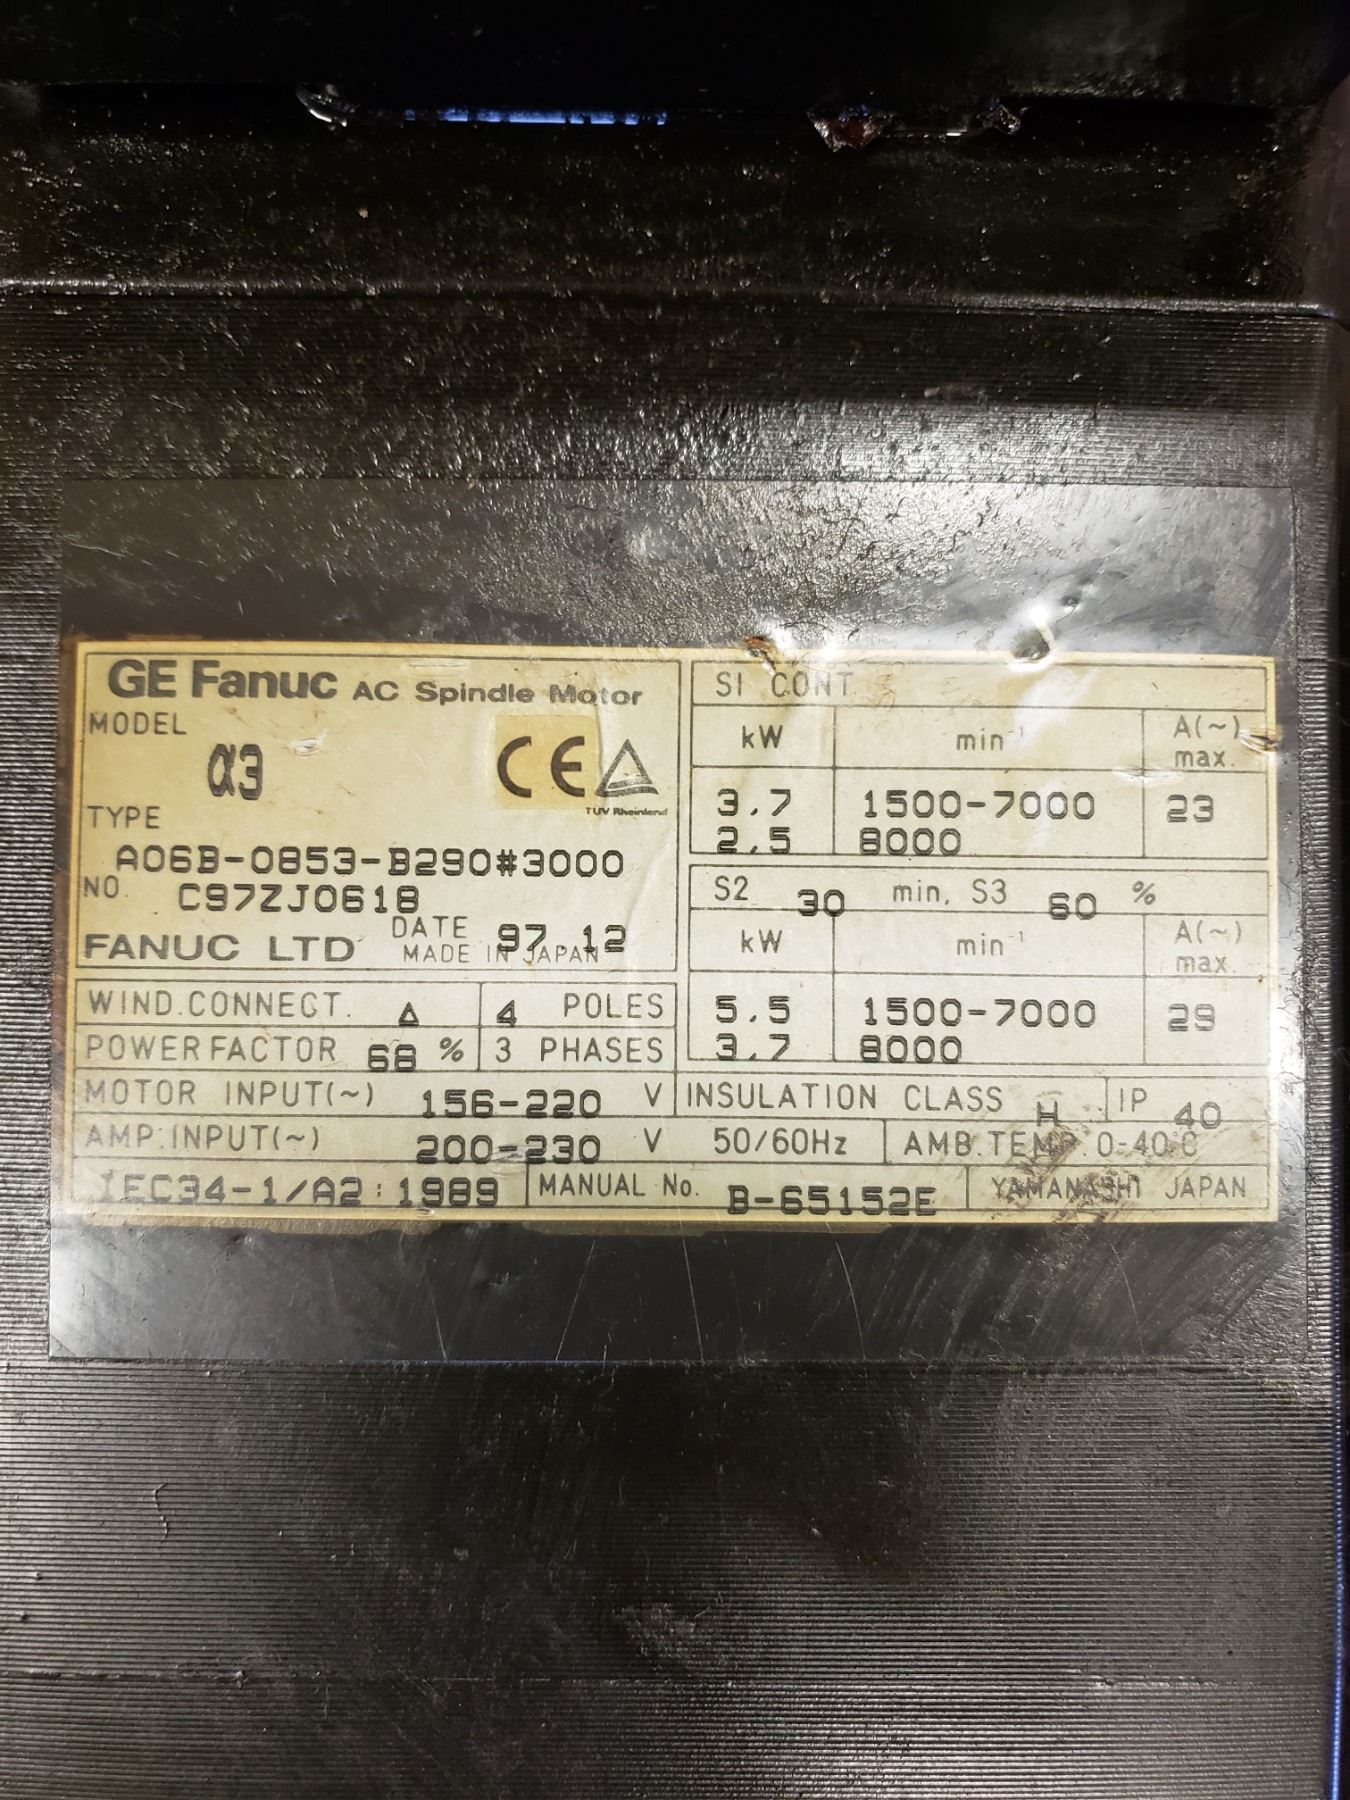 GE Fanuc AC Spindle Motor
MODEL
α3
CE
TÜV Rheinland
TYPE
A06B-0853-B290#3000
NO. C97ZJ0618
DATE 97.12
FANUC LTD MADE IN JAPAN
WIND.CONNECT. Δ 4 POLES
POWER FACTOR 68 % 3 PHASES
S1 CONT
kW min⁻¹ A(~) max.
3.7 1500-7000 23
2.5 8000
S2 30 min, S3 60 %
kW min⁻¹ A(~) max.
5.5 1500-7000 29
3.7 8000
MOTOR INPUT(~) 156-220 V INSULATION CLASS H IP 40
AMP.INPUT(~) 200-230 V 50/60Hz AMB.TEMP. 0-40°C
IEC34-1/A2:1989 MANUAL No. B-65152E YAMANASHI JAPAN